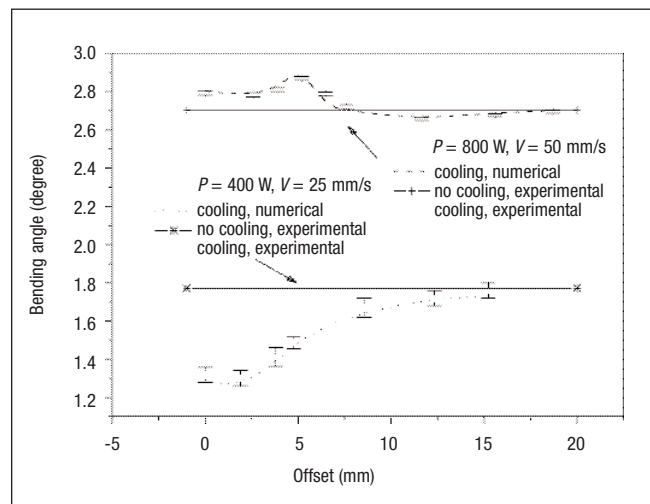 3.0
2.8
2.6
2.4
2.2
2.0
1.8
1.6
1.4
1.2
Bending angle (degree)
P = 800 W, V = 50 mm/s
cooling, numerical
no cooling, experimental
cooling, experimental
P = 400 W, V = 25 mm/s
cooling, numerical
no cooling, experimental
cooling, experimental
-5 0 5 10 15 20
Offset (mm)